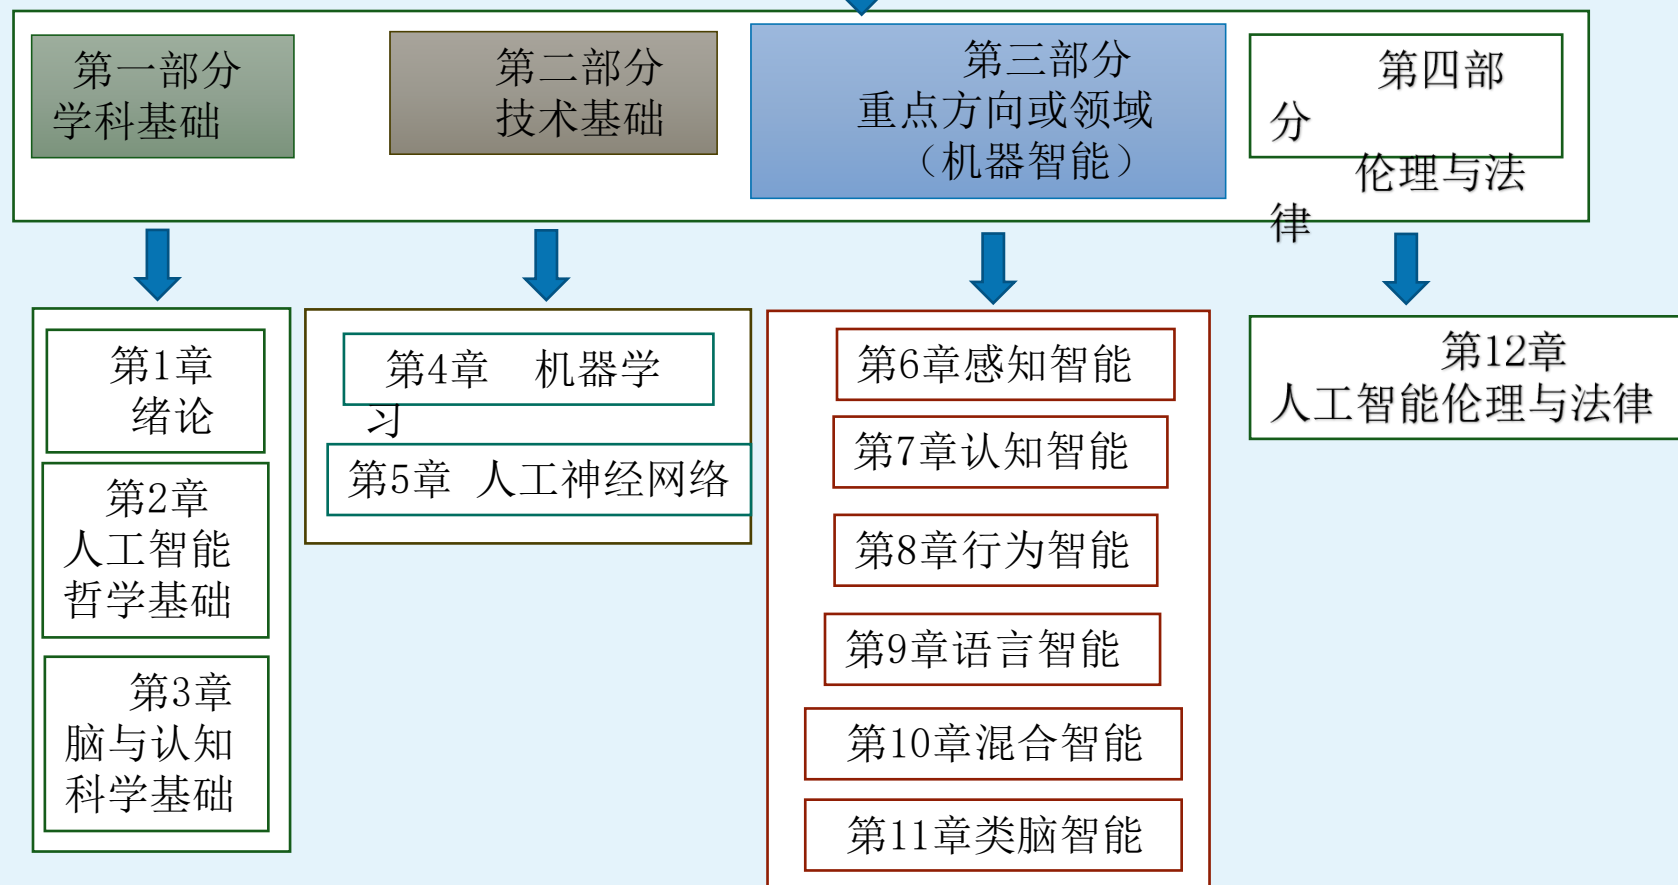 第一部分
学科基础
第二部分
技术基础
第三部分
重点方向或领域
（机器智能）
第四部
分
伦理与法
律
第1章
绪论
第2章
人工智能
哲学基础
第3章
脑与认知
科学基础
第4章 机器学
习
第5章 人工神经网络
第6章感知智能
第7章认知智能
第8章行为智能
第9章语言智能
第10章混合智能
第11章类脑智能
第12章
人工智能伦理与法律